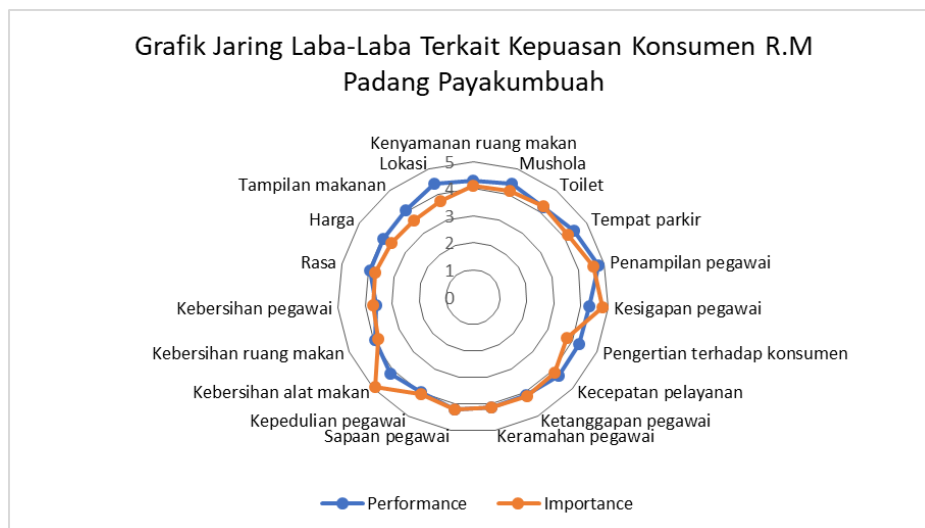 Grafik Jaring Laba-Laba Terkait Kepuasan Konsumen R.M
Padang Payakumbuah
Kenyamanan ruang makan
Mushola
Toilet
Tempat parkir
Penampilan pegawai
Kesigapan pegawai
Pengertian terhadap konsumen
Kecepatan pelayanan
Ketanggapan pegawai
Keramahan pegawai
Sapaan pegawai
Kepedulian pegawai
Kebersihan alat makan
Kebersihan ruang makan
Kebersihan pegawai
Rasa
Harga
Tampilan makanan
Lokasi
5
4
3
2
1
0
Performance
Importance